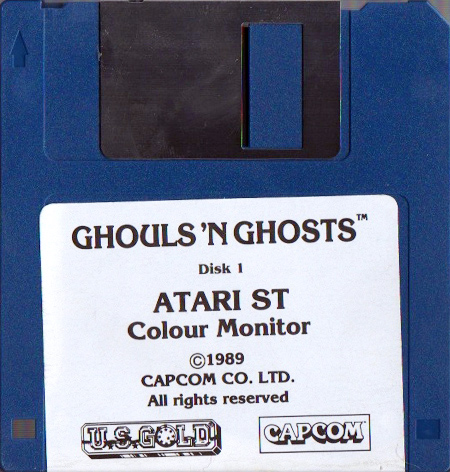 GHOULS 'N GHOSTS™
Disk 1
ATARI ST
Colour Monitor
©1989
CAPCOM CO. LTD.
All rights reserved
U.S. GOLD CAPCOM